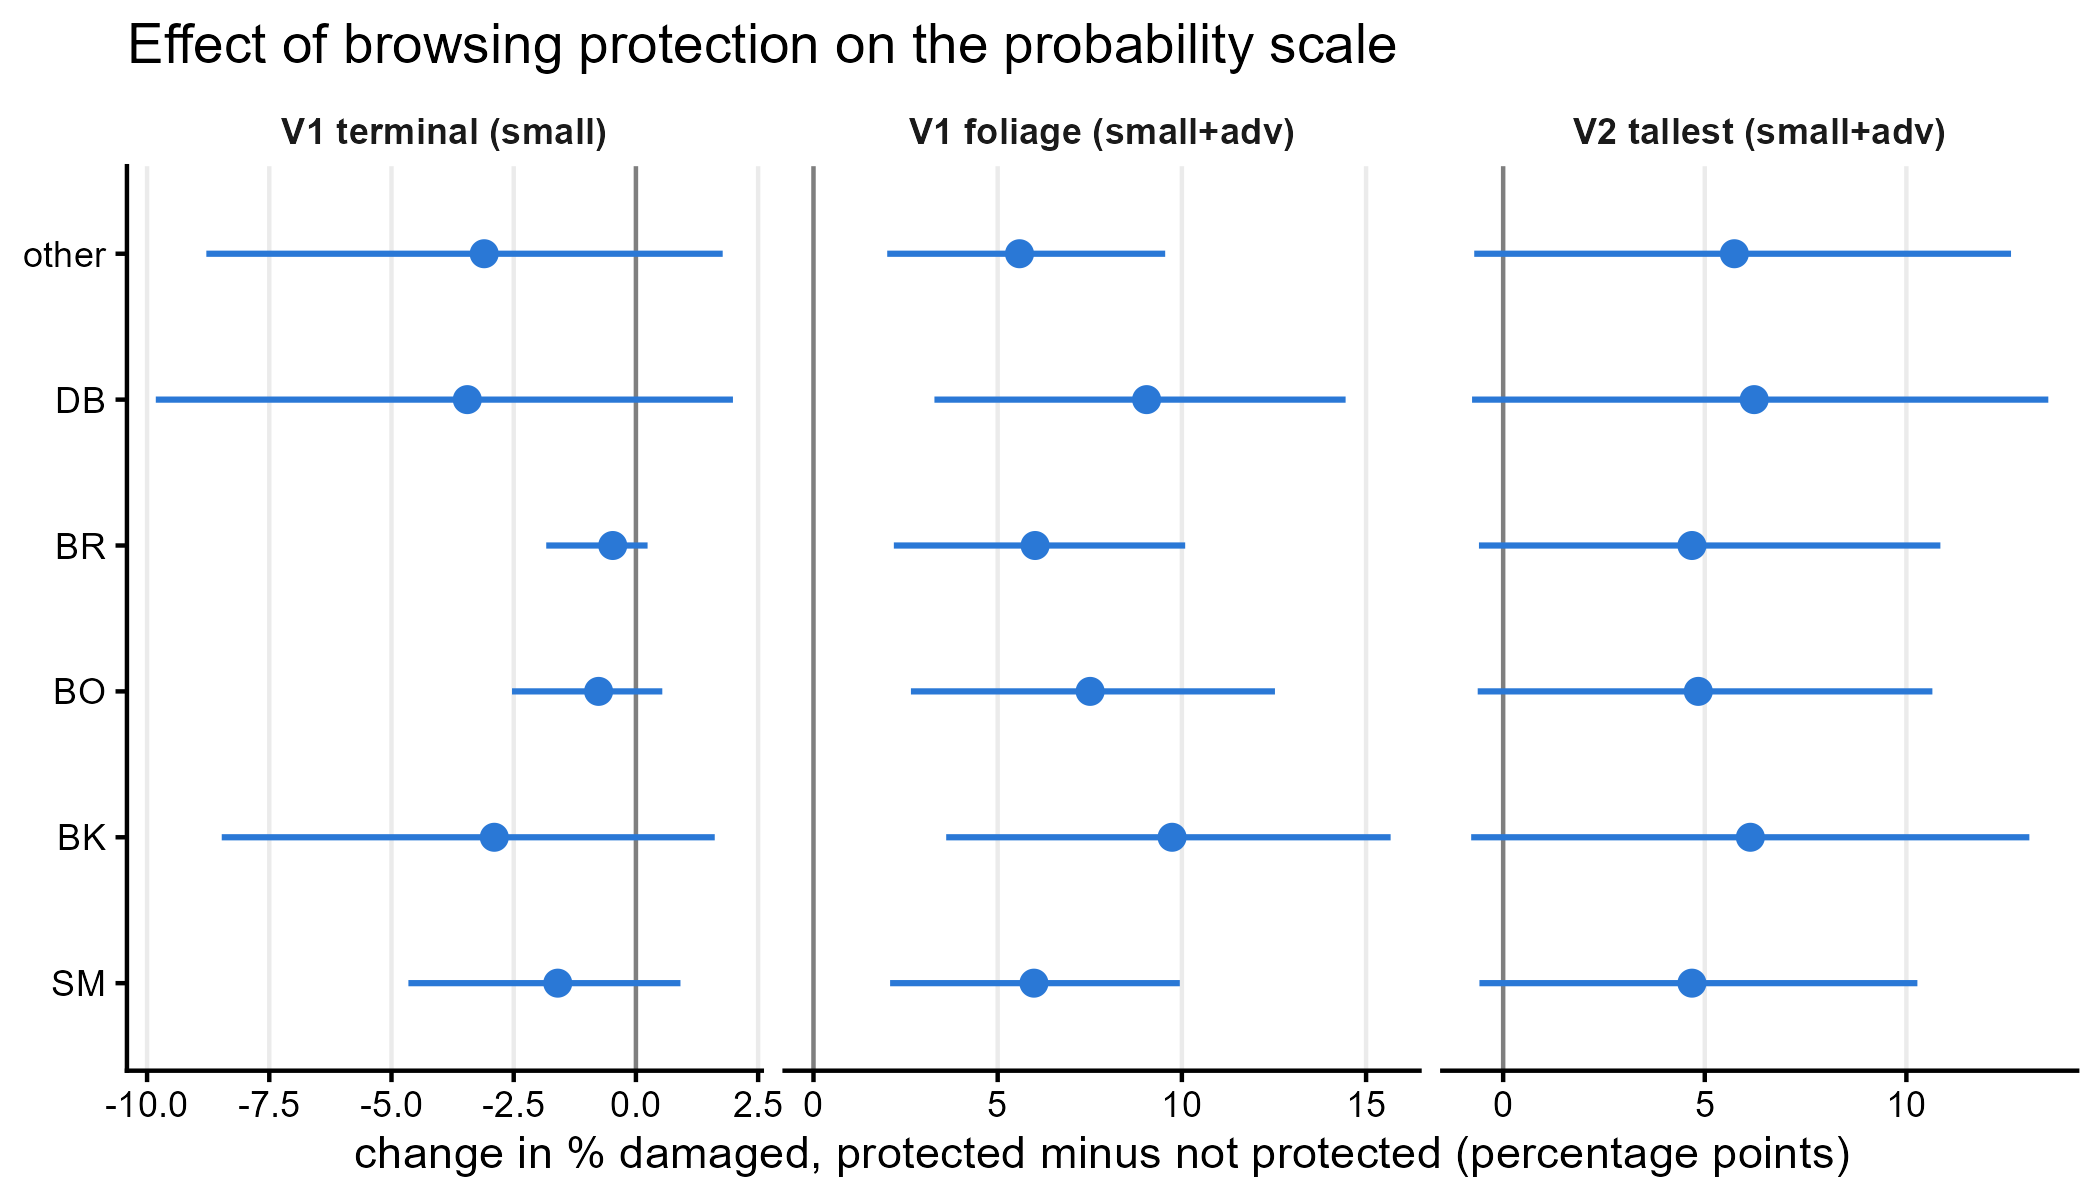 Effect of browsing protection on the probability scale
V1 terminal (small)
V1 foliage (small+adv)
V2 tallest (small+adv)
other
DB
BR
BO
BK
SM
-10.0 -7.5 -5.0 -2.5 0.0 2.5
0 5 10 15
0 5 10
change in % damaged, protected minus not protected (percentage points)